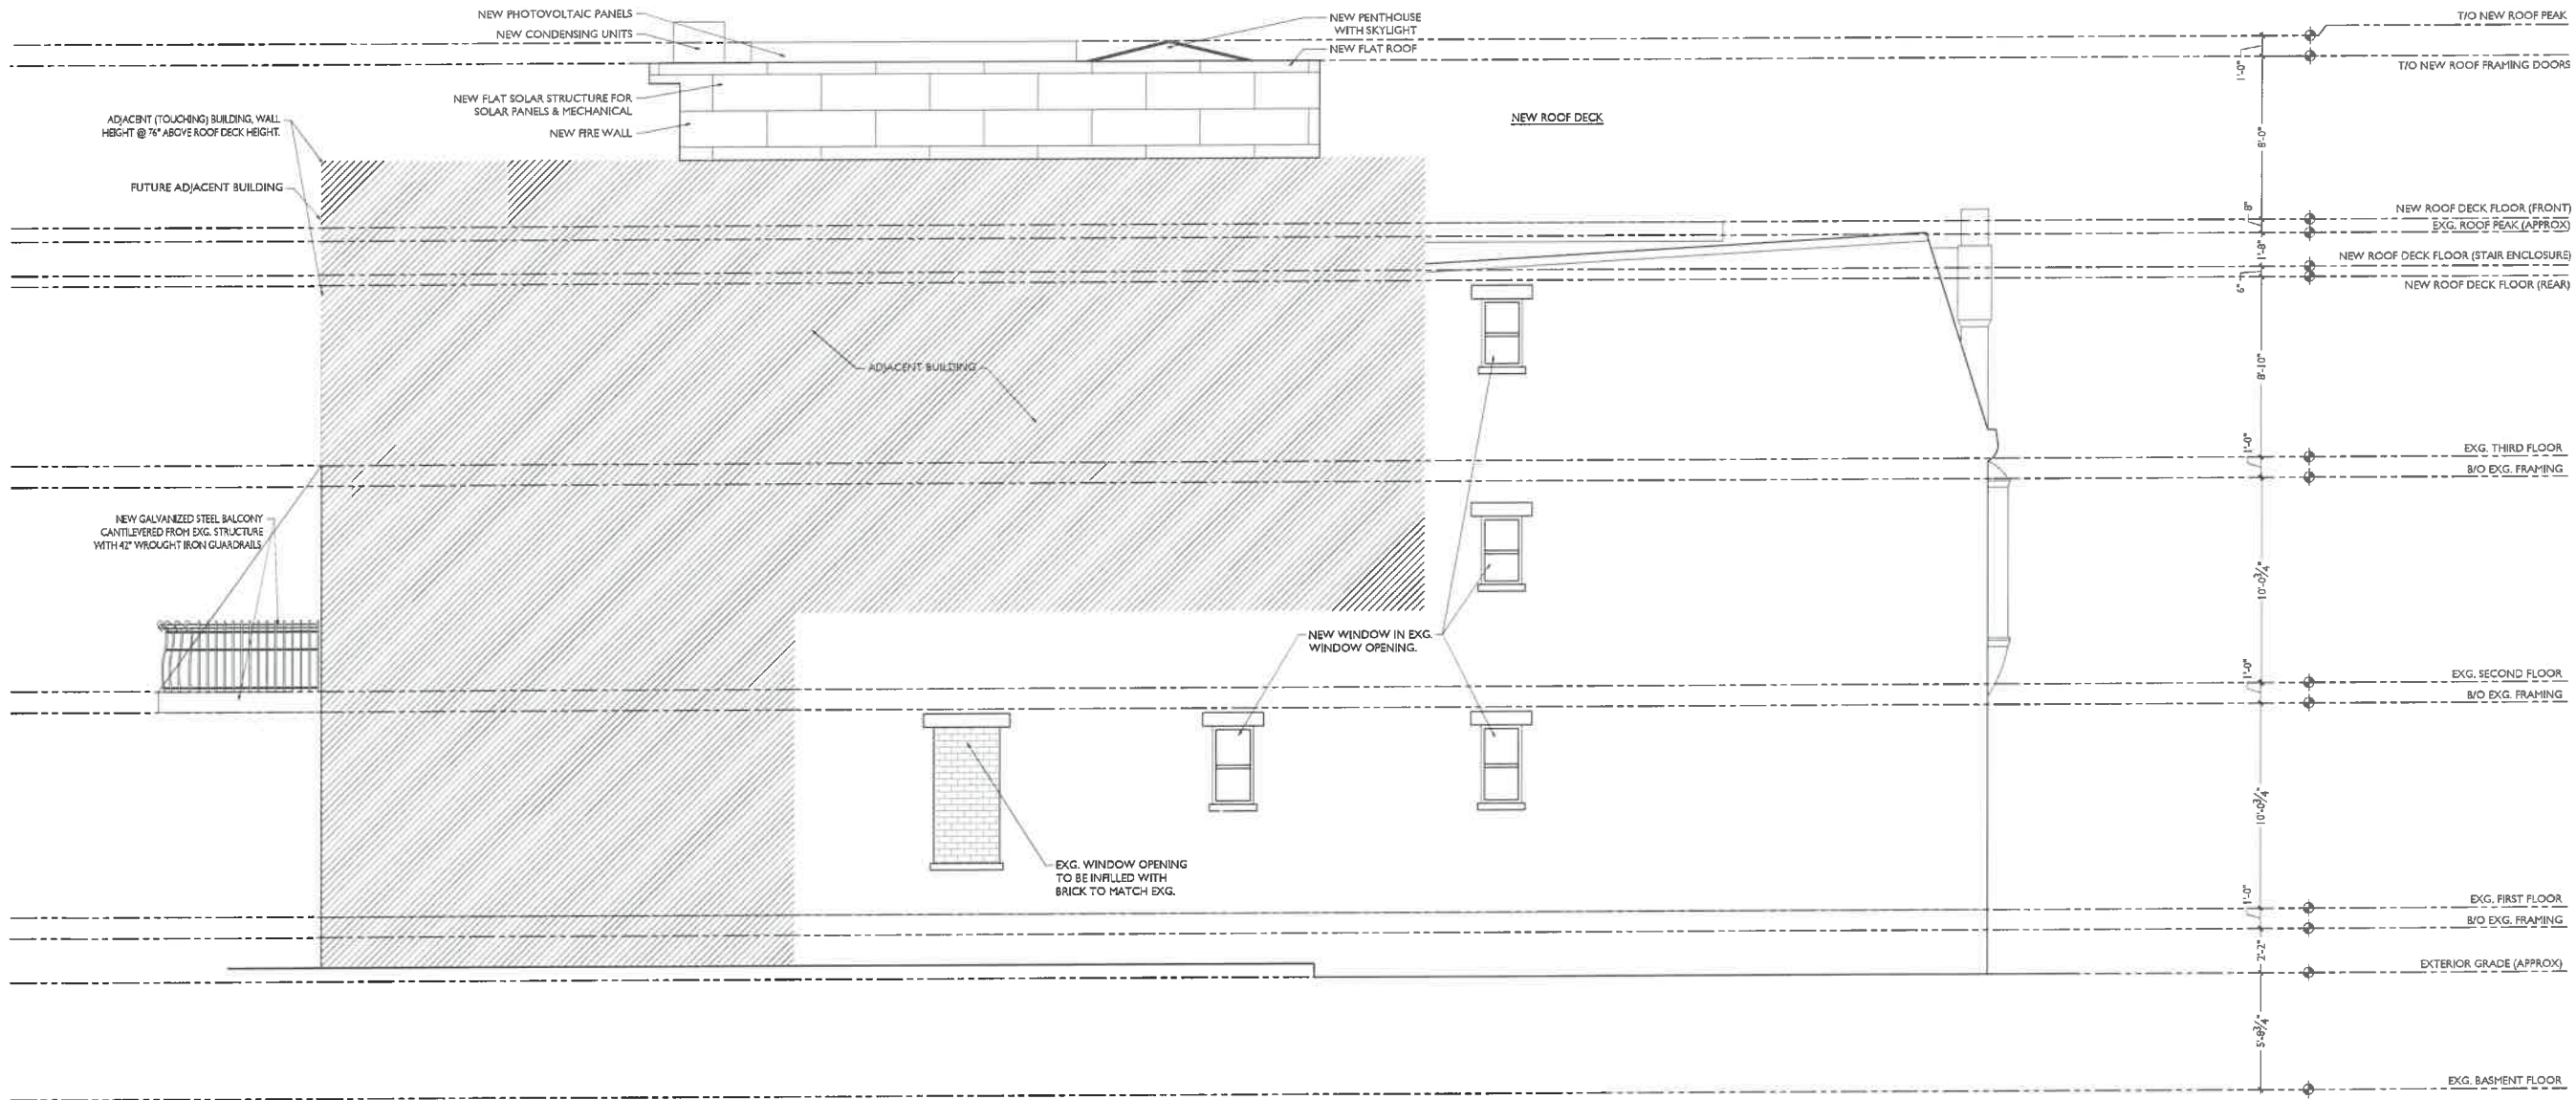 NEW PHOTOVOLTAIC PANELS
NEW CONDENSING UNITS
NEW PENTHOUSE
WITH SKYLIGHT
NEW FLAT ROOF
T/O NEW ROOF PEAK
T/O NEW ROOF FRAMING DOORS
1'-0"
NEW FLAT SOLAR STRUCTURE FOR
SOLAR PANELS & MECHANICAL
NEW FIRE WALL
ADJACENT (TOUCHING) BUILDING, WALL
HEIGHT @ 76" ABOVE ROOF DECK HEIGHT.
NEW ROOF DECK
8'-0"
FUTURE ADJACENT BUILDING
8"
NEW ROOF DECK FLOOR (FRONT)
EXG. ROOF PEAK (APPROX)
1'-8"
NEW ROOF DECK FLOOR (STAIR ENCLOSURE)
6"
NEW ROOF DECK FLOOR (REAR)
ADJACENT BUILDING
8'-10"
1'-0"
EXG. THIRD FLOOR
B/O EXG. FRAMING
NEW GALVANIZED STEEL BALCONY
CANTILEVERED FROM EXG. STRUCTURE
WITH 42" WROUGHT IRON GUARDRAILS
10'-0¾"
NEW WINDOW IN EXG.
WINDOW OPENING.
1'-0"
EXG. SECOND FLOOR
B/O EXG. FRAMING
10'-0¾"
EXG. WINDOW OPENING
TO BE INFILLED WITH
BRICK TO MATCH EXG.
1'-0"
EXG. FIRST FLOOR
B/O EXG. FRAMING
2'-2"
EXTERIOR GRADE (APPROX)
5'-8¾"
EXG. BASMENT FLOOR